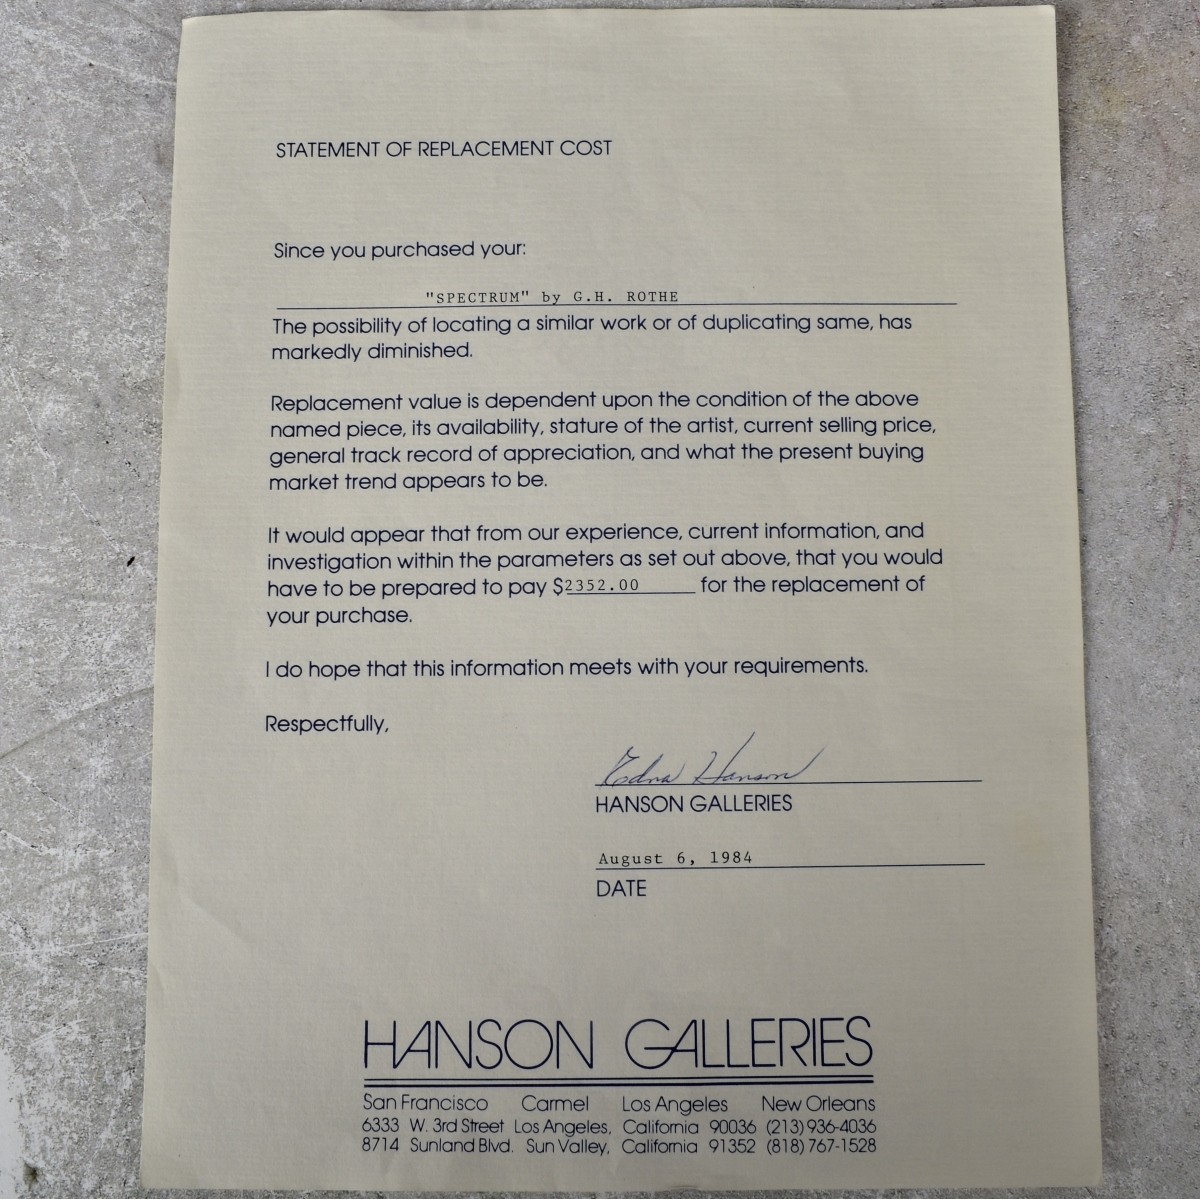 STATEMENT OF REPLACEMENT COST
Since you purchased your:
"SPECTRUM" by G.H. ROTHE
The possibility of locating a similar work or of duplicating same, has
markedly diminished.
Replacement value is dependent upon the condition of the above
named piece, its availability, stature of the artist, current selling price,
general track record of appreciation, and what the present buying
market trend appears to be.
It would appear that from our experience, current information, and
investigation within the parameters as set out above, that you would
have to be prepared to pay $2352.00 for the replacement of
your purchase.
I do hope that this information meets with your requirements.
Respectfully,
Edna Hanson
HANSON GALLERIES
August 6, 1984
DATE
HANSON GALLERIES
San Francisco Carmel Los Angeles New Orleans
6333 W. 3rd Street Los Angeles, California 90036 (213) 936-4036
8714 Sunland Blvd. Sun Valley, California 91352 (818) 767-1528